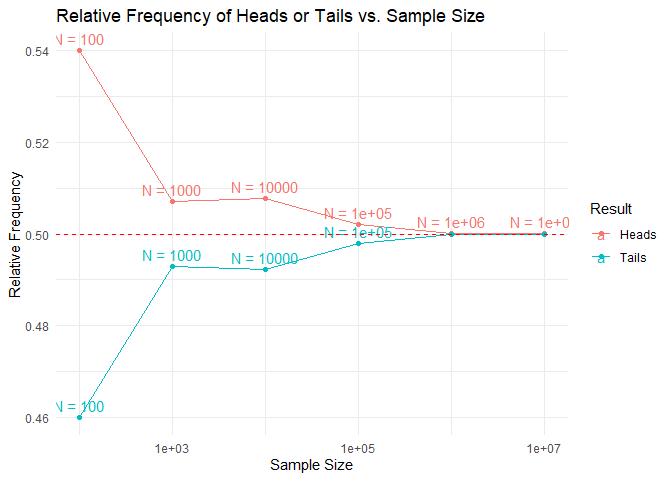 Relative Frequency of Heads or Tails vs. Sample Size
N = 100
0.54
0.52
N = 1000
N = 10000
N = 1e+05
N = 1e+06
N = 1e+0
0.50
N = 1e+05
N = 1000
N = 10000
0.48
N = 100
0.46
Relative Frequency
1e+03
1e+05
1e+07
Sample Size
Result
a Heads
a Tails